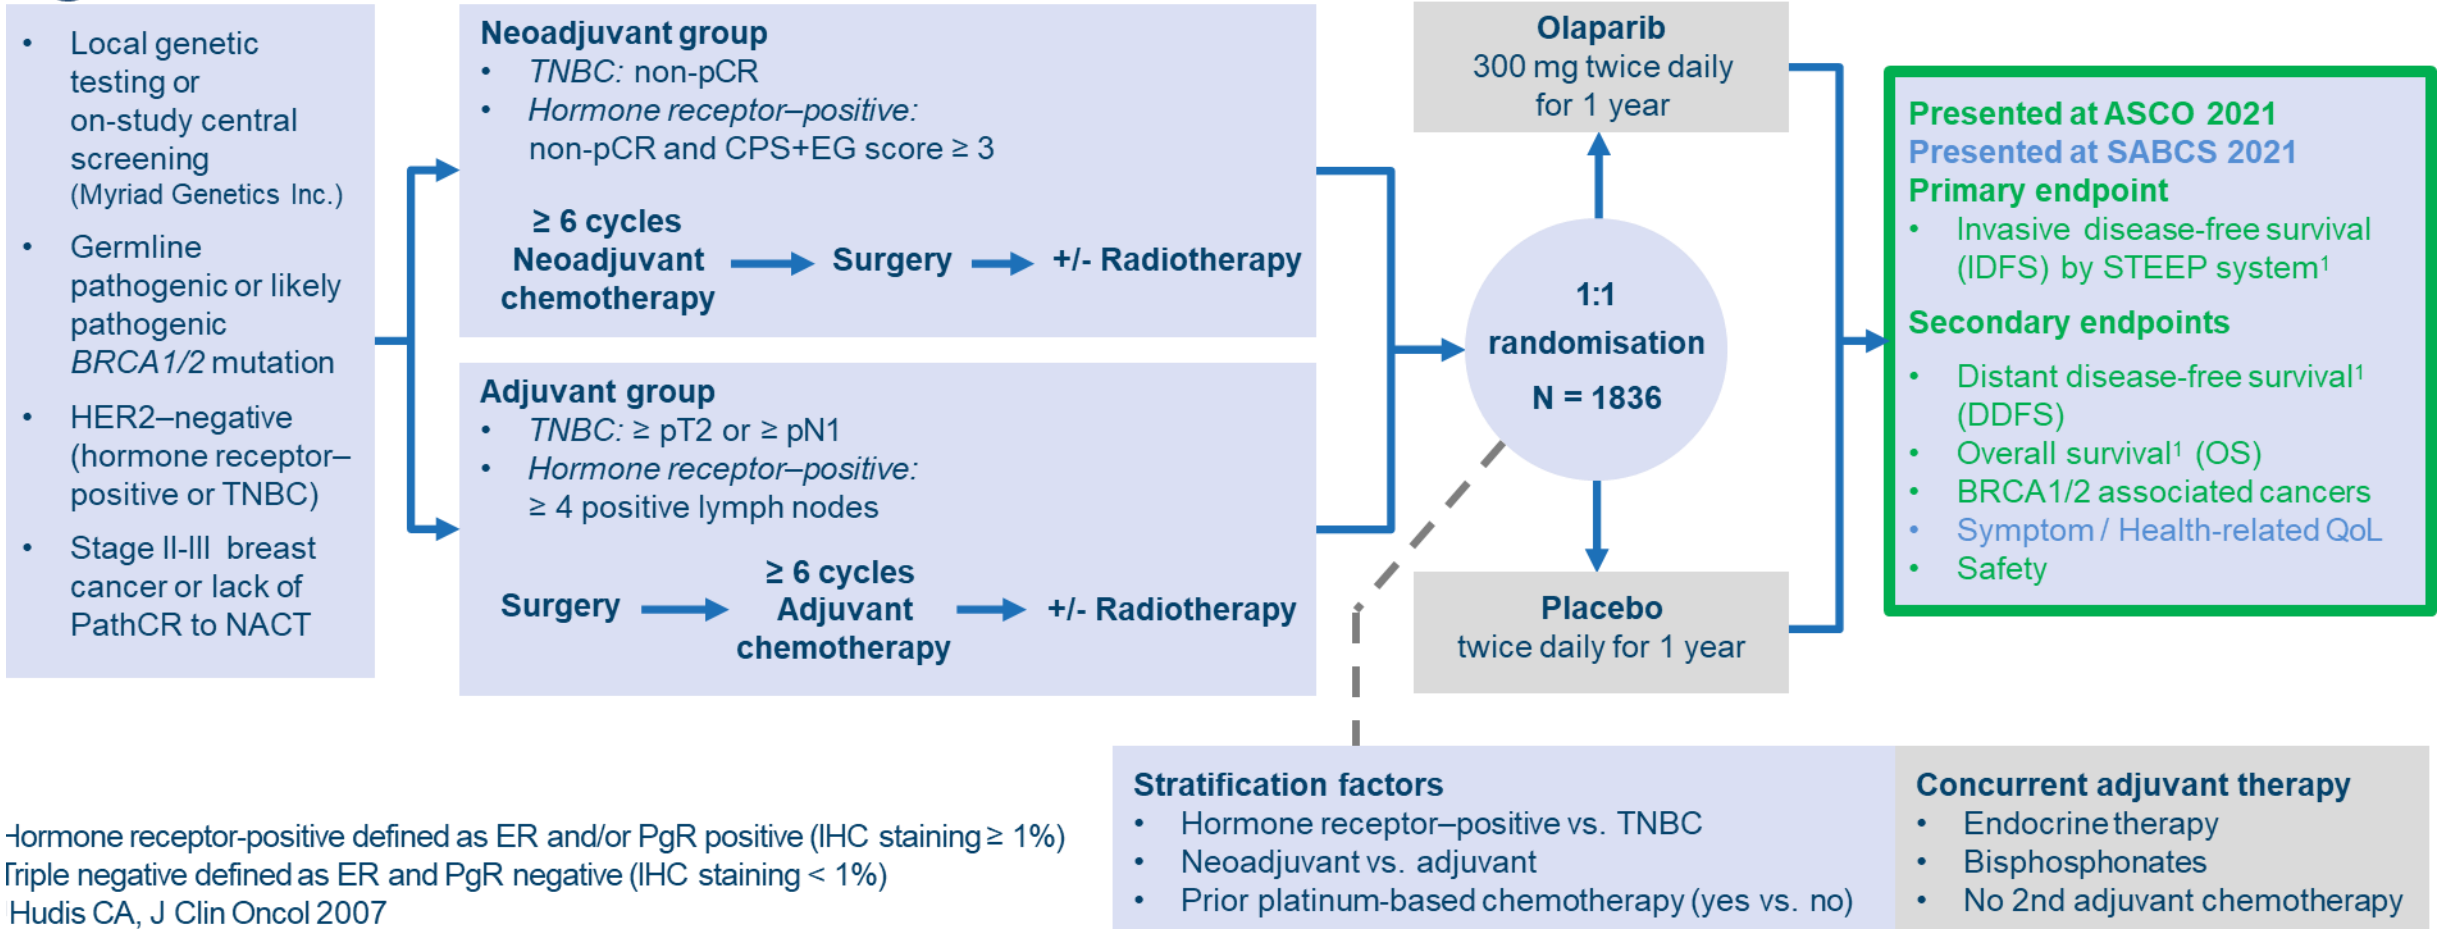 • Local genetic
testing or
on-study central
screening
(Myriad Genetics Inc.)
• Germline
pathogenic or likely
pathogenic
BRCA1/2 mutation
• HER2–negative
(hormone receptor–
positive or TNBC)
• Stage II-III breast
cancer or lack of
PathCR to NACT
Neoadjuvant group
• TNBC: non-pCR
• Hormone receptor–positive:
non-pCR and CPS+EG score ≥ 3
≥ 6 cycles
Neoadjuvant
chemotherapy
Surgery
+/- Radiotherapy
Adjuvant group
• TNBC: ≥ pT2 or ≥ pN1
• Hormone receptor–positive:
≥ 4 positive lymph nodes
Surgery
≥ 6 cycles
Adjuvant
chemotherapy
+/- Radiotherapy
Olaparib
300 mg twice daily
for 1 year
1:1
randomisation
N = 1836
Placebo
twice daily for 1 year
Presented at ASCO 2021
Presented at SABCS 2021
Primary endpoint
• Invasive disease-free survival
(IDFS) by STEEP system¹
Secondary endpoints
• Distant disease-free survival¹
(DDFS)
• Overall survival¹ (OS)
• BRCA1/2 associated cancers
• Symptom / Health-related QoL
• Safety
Stratification factors
• Hormone receptor–positive vs. TNBC
• Neoadjuvant vs. adjuvant
• Prior platinum-based chemotherapy (yes vs. no)
Concurrent adjuvant therapy
• Endocrine therapy
• Bisphosphonates
• No 2nd adjuvant chemotherapy
Hormone receptor-positive defined as ER and/or PgR positive (IHC staining ≥ 1%)
Triple negative defined as ER and PgR negative (IHC staining < 1%)
Hudis CA, J Clin Oncol 2007